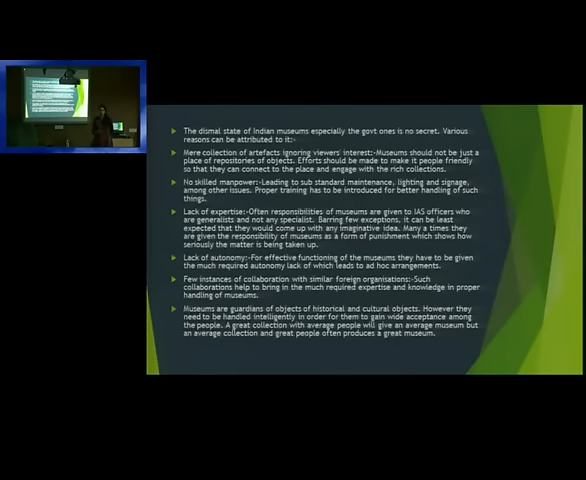 The dismal state of Indian museums especially the govt ones is no secret. Various
reasons can be attributed to it:-
Mere collection of artefacts ignoring viewers' interest:-Museums should not be just a
place of repositories of objects. Efforts should be made to make it people friendly
so that they can connect to the place and engage with the rich collections.
No skilled manpower:-Leading to sub standard maintenance, lighting and signage,
among other issues. Proper training has to be introduced for better handling of such
things.
Lack of expertise:-Often responsibilities of museums are given to IAS officers who
are generalists and not any specialist. Barring few exceptions, it can be least
expected that they would come up with any imaginative idea. Many a times they
are given the responsibility of museums as a form of punishment which shows how
seriously the matter is being taken up.
Lack of autonomy:-For effective functioning of the museums they have to be given
the much required autonomy lack of which leads to ad hoc arrangements.
Few instances of collaboration with similar foreign organisations:-Such
collaborations help to bring in the much required expertise and knowledge in proper
handling of museums.
Museums are guardians of objects of historical and cultural objects. However they
need to be handled intelligently in order for them to gain wide acceptance among
the people. A great collection with average people will give an average museum but
an average collection and great people often produces a great museum.